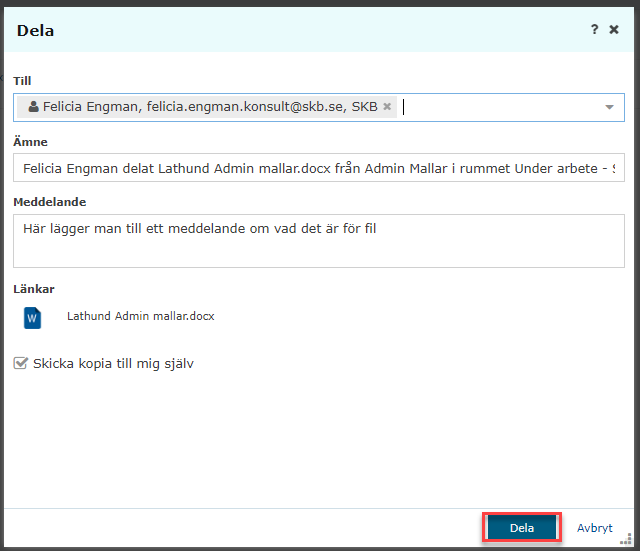 Dela
?
Till
Felicia Engman, felicia.engman.konsult@skb.se, SKB
Ämne
Felicia Engman delat Lathund Admin mallar.docx från Admin Mallar i rummet Under arbete - S
Meddelande
Här lägger man till ett meddelande om vad det är för fil
Länkar
W
Lathund Admin mallar.docx
Skicka kopia till mig själv
Dela Avbryt